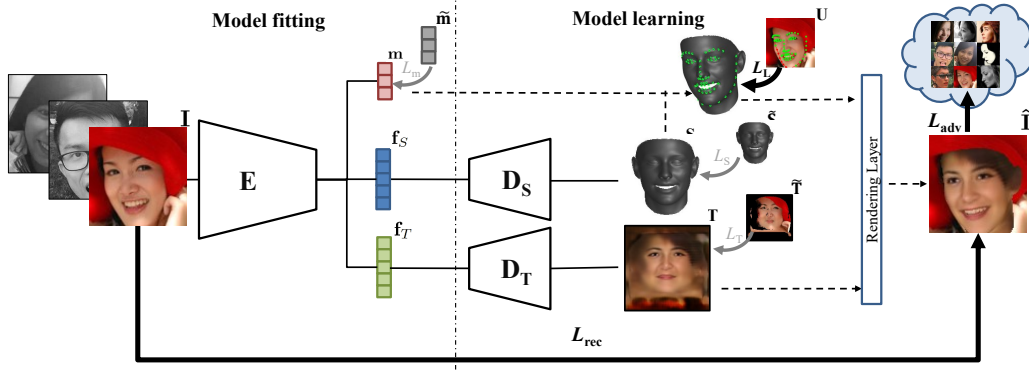 Model fitting
Model learning
m̃
m
L_m
U
L_L
I
f_S
E
D_S
S
S̃
L_S
f_T
D_T
T
T̃
L_T
Rendering Layer
L_adv
Î
L_rec